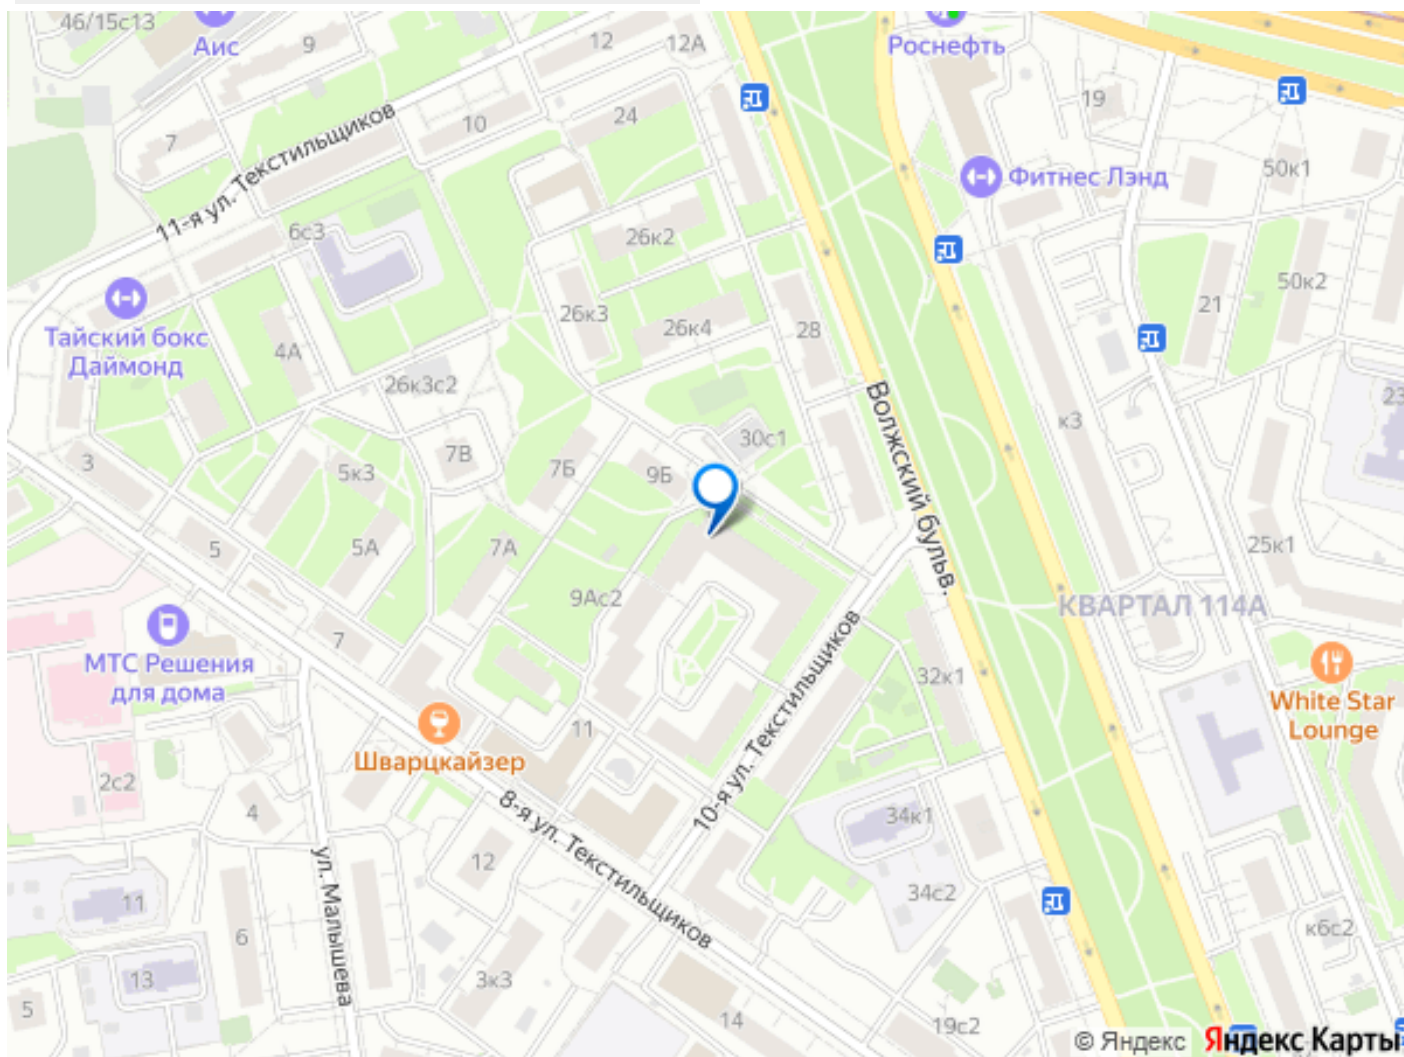 46/15с13
Аис
9
12
12А
Роснефть
19
7
10
24
11-я ул. Текстильщиков
Фитнес Лэнд
50к1
6с3
26к2
50к2
Тайский бокс
Даймонд
26к3
26к4
28
21
4А
26к3с2
23
Волжский бульв.
к3
30с1
3
5к3
7В
7Б
9Б
5
5А
7А
25к1
9Ас2
КВАРТАЛ 114А
МТС Решения
для дома
7
10-я ул. Текстильщиков
32к1
White Star
Lounge
11
Шварцкайзер
2с2
4
8-я ул. Текстильщиков
34к1
12
ул. Малышева
34с2
11
6
к6с2
13
3к3
5
14
19с2
© Яндекс Яндекс Карты